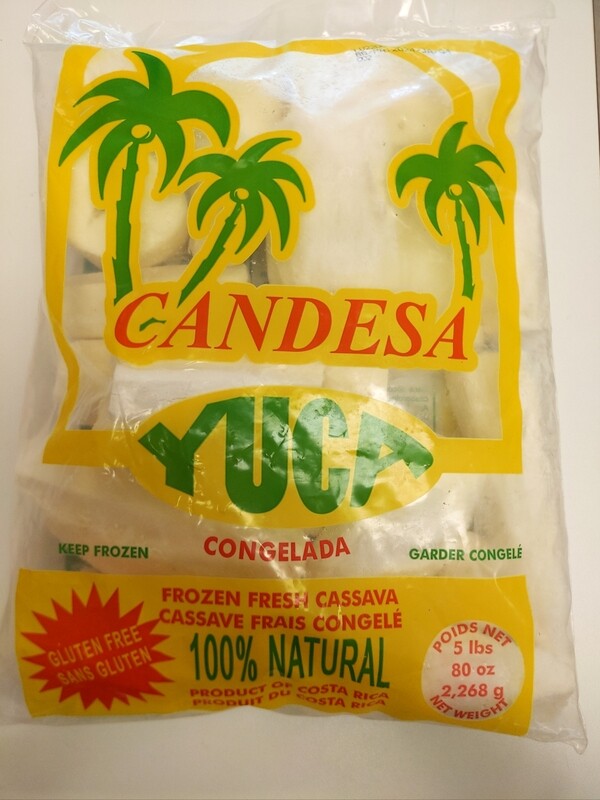 CANDESA
YUCA
KEEP FROZEN
CONGELADA
GARDER CONGELÉ
FROZEN FRESH CASSAVA
CASSAVE FRAIS CONGELÉ
100% NATURAL
PRODUCT OF COSTA RICA
PRODUIT DU COSTA RICA
GLUTEN FREE
SANS GLUTEN
POIDS NET
5 lbs
80 oz
2,268 g
NET WEIGHT